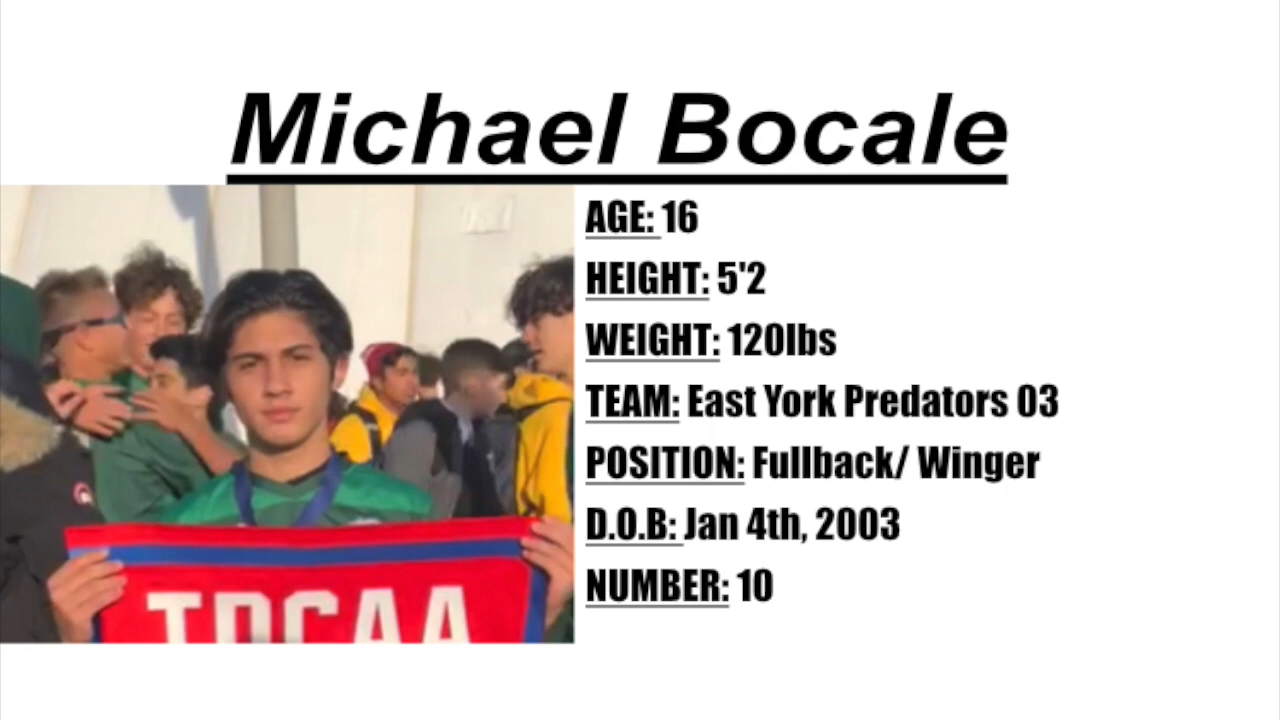 Michael Bocale
AGE: 16
HEIGHT: 5'2
WEIGHT: 120lbs
TEAM: East York Predators 03
POSITION: Fullback/ Winger
D.O.B: Jan 4th, 2003
NUMBER: 10
TDCAA